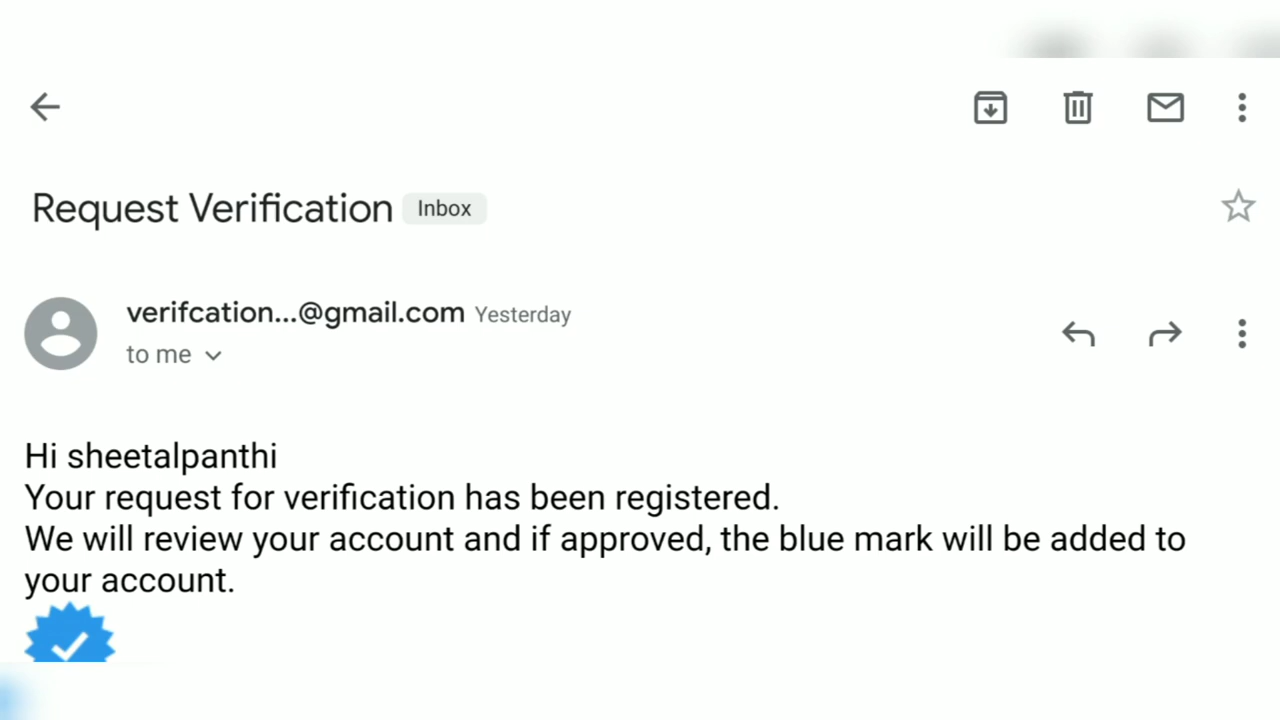 Request Verification Inbox
verifcation...@gmail.com Yesterday
to me
Hi sheetalpanthi
Your request for verification has been registered.
We will review your account and if approved, the blue mark will be added to
your account.